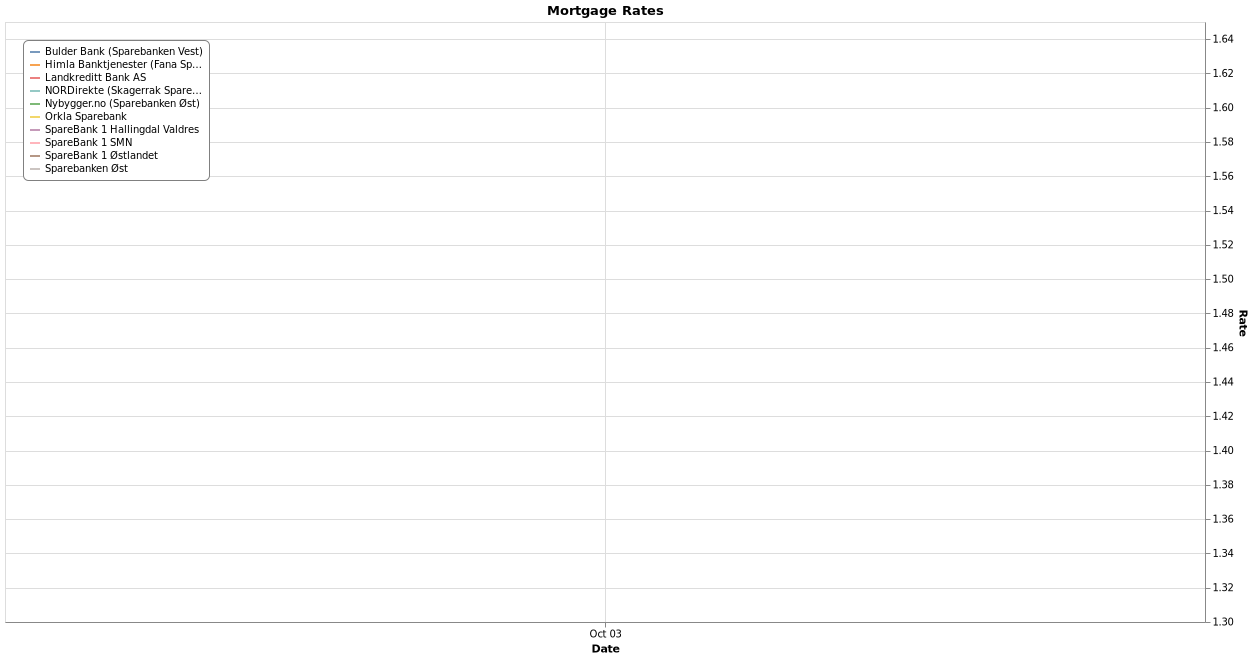 Mortgage Rates
Bulder Bank (Sparebanken Vest)
Himla Banktjenester (Fana Sp…
Landkreditt Bank AS
NORDirekte (Skagerrak Spare…
Nybygger.no (Sparebanken Øst)
Orkla Sparebank
SpareBank 1 Hallingdal Valdres
SpareBank 1 SMN
SpareBank 1 Østlandet
Sparebanken Øst
1.64
1.62
1.60
1.58
1.56
1.54
1.52
1.50
1.48
1.46
1.44
1.42
1.40
1.38
1.36
1.34
1.32
1.30
Rate
Oct 03
Date